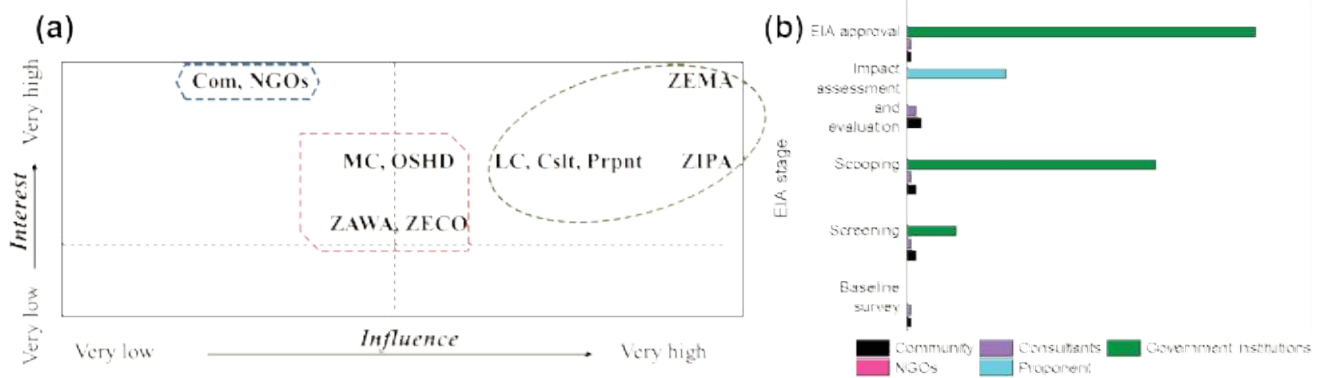 (a)
Very high
Interest
Very low
Com, NGOs
ZEMA
MC, OSHD
LC, Cslt, Prpnt
ZIPA
ZAWA, ZECO
Influence
Very low
Very high
(b)
EIA stage
EIA approval
Impact
assessment
and
evaluation
Scooping
Screening
Baseline
survey
Community
Consultants
Government institutions
NGOs
Proponent